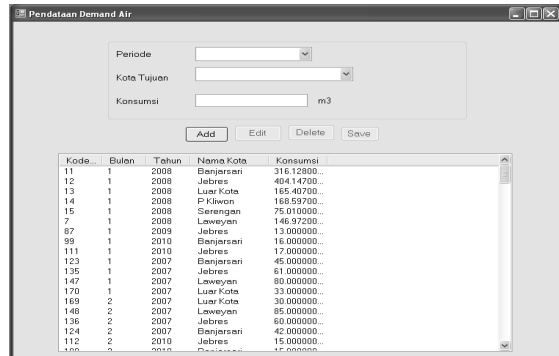 Pendataan Demand Air
Periode
Kota Tujuan
Konsumsi m3
Add Edit Delete Save
Kode... Bulan Tahun Nama Kota Konsumsi
11 1 2008 Banjarsari 316.12800...
12 1 2008 Jebres 404.14700...
13 1 2008 Luar Kota 165.40700...
14 1 2008 P Kliwon 168.59700...
15 1 2008 Serengan 75.010000...
7 1 2008 Laweyan 146.97200...
87 1 2009 Jebres 13.000000...
99 1 2010 Banjarsari 16.000000...
111 1 2010 Jebres 17.000000...
123 1 2007 Banjarsari 45.000000...
135 1 2007 Jebres 61.000000...
147 1 2007 Laweyan 80.000000...
170 1 2007 Luar Kota 33.000000...
169 2 2007 Luar Kota 30.000000...
148 2 2007 Laweyan 85.000000...
136 2 2007 Jebres 60.000000...
124 2 2007 Banjarsari 42.000000...
112 2 2010 Jebres 15.000000...